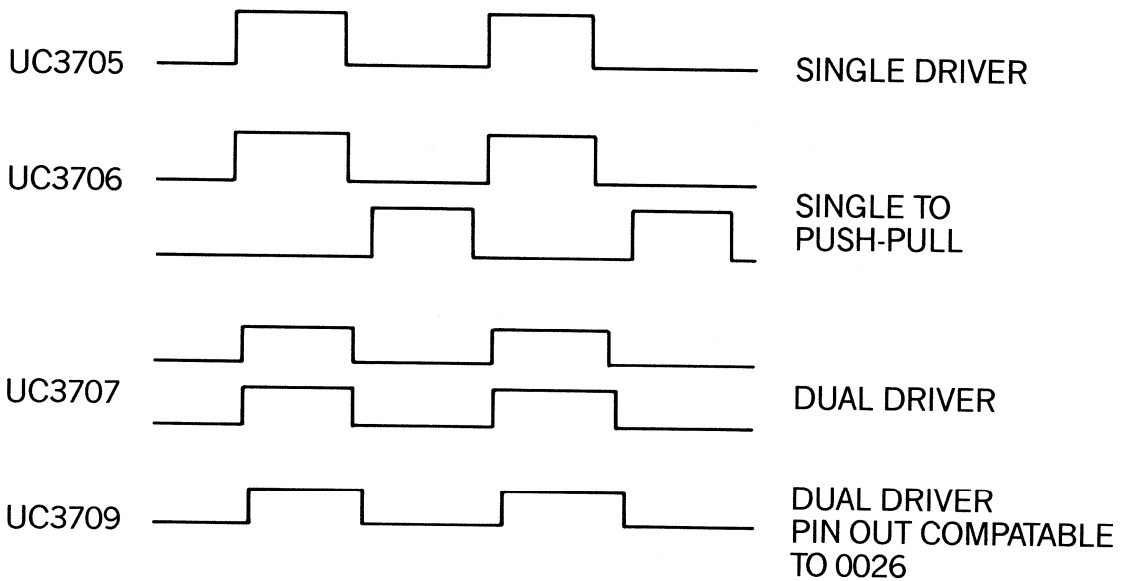 UC3705
SINGLE DRIVER
UC3706
SINGLE TO
PUSH-PULL
UC3707
DUAL DRIVER
UC3709
DUAL DRIVER
PIN OUT COMPATABLE
TO 0026